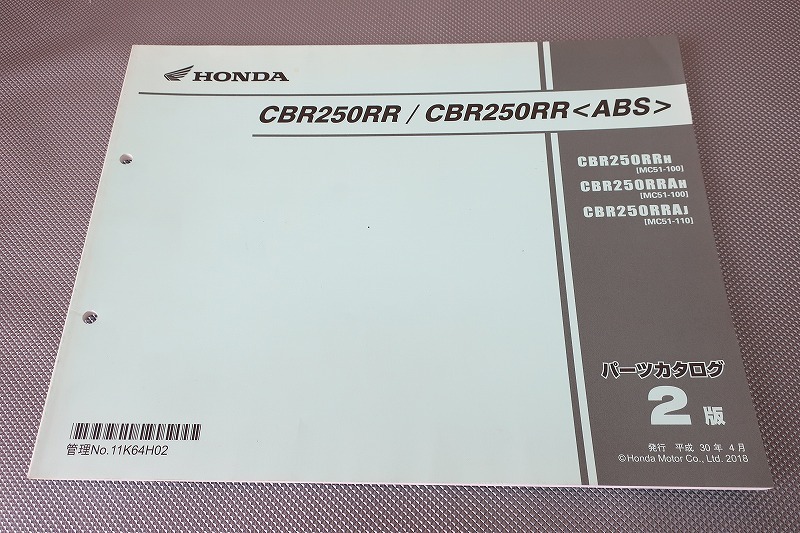 HONDA
CBR250RR / CBR250RR<ABS>
CBR250RRH
[MC51-100]
CBR250RRAH
[MC51-100]
CBR250RRAJ
[MC51-110]
パーツカタログ
2版
発行 平成 30年 4月
©Honda Motor Co., Ltd. 2018
管理No.11K64H02